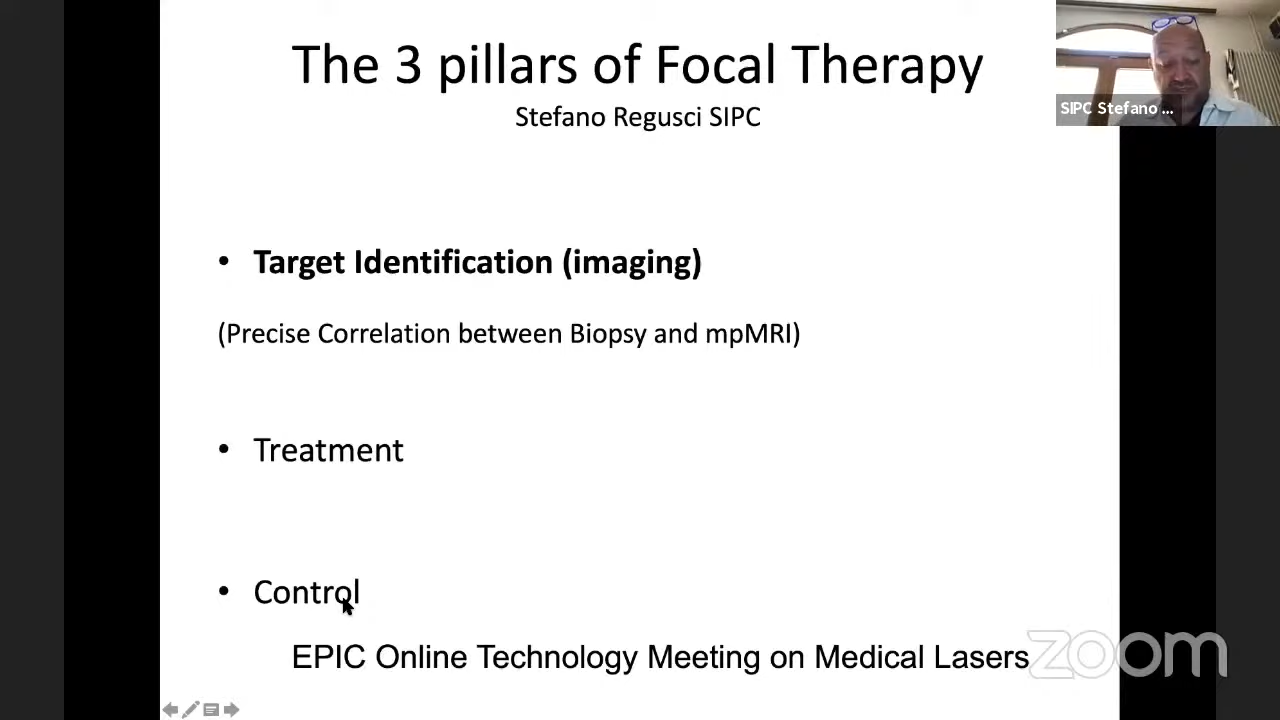 The 3 pillars of Focal Therapy
Stefano Regusci SIPC
SIPC Stefano ...
• Target Identification (imaging)
(Precise Correlation between Biopsy and mpMRI)
• Treatment
• Control
EPIC Online Technology Meeting on Medical Lasers
zoom